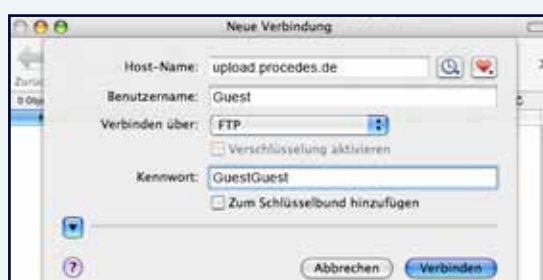 Neue Verbindung
Zurück
Host-Name: upload.procedes.de
Benutzername: Guest
Verbinden über: FTP
Verschlüsselung aktivieren
Kennwort: GuestGuest
Zum Schlüsselbund hinzufügen
?
Abbrechen Verbinden